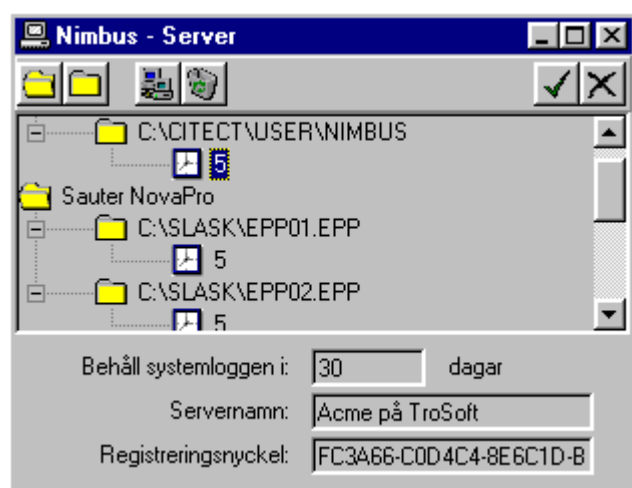 Nimbus - Server
C:\CITECT\USER\NIMBUS
5
Sauter NovaPro
C:\SLASK\EPP01.EPP
5
C:\SLASK\EPP02.EPP
5
Behåll systemloggen i: 30 dagar
Servernamn: Acme på TroSoft
Registreringsnyckel: FC3A66-C0D4C4-8E6C1D-B